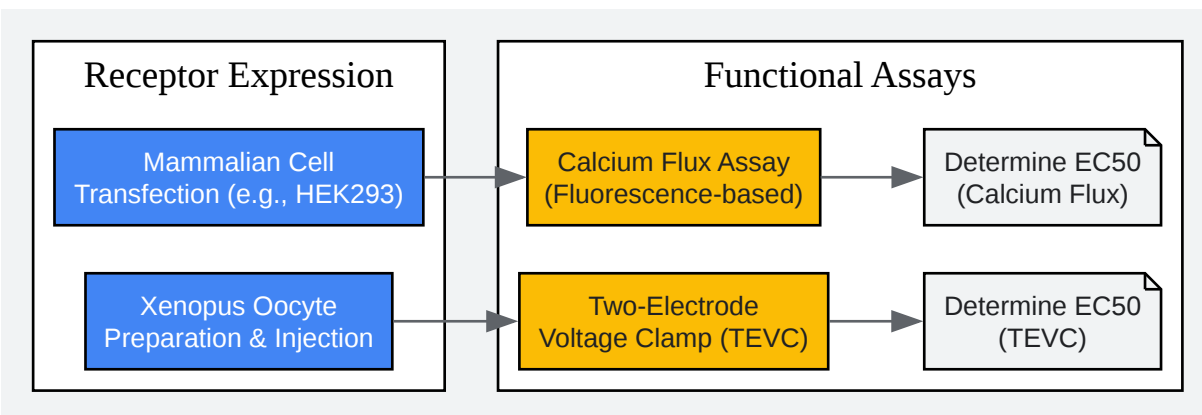 Receptor Expression
Functional Assays
Mammalian Cell
Transfection (e.g., HEK293)
Calcium Flux Assay
(Fluorescence-based)
Determine EC50
(Calcium Flux)
Xenopus Oocyte
Preparation & Injection
Two-Electrode
Voltage Clamp (TEVC)
Determine EC50
(TEVC)